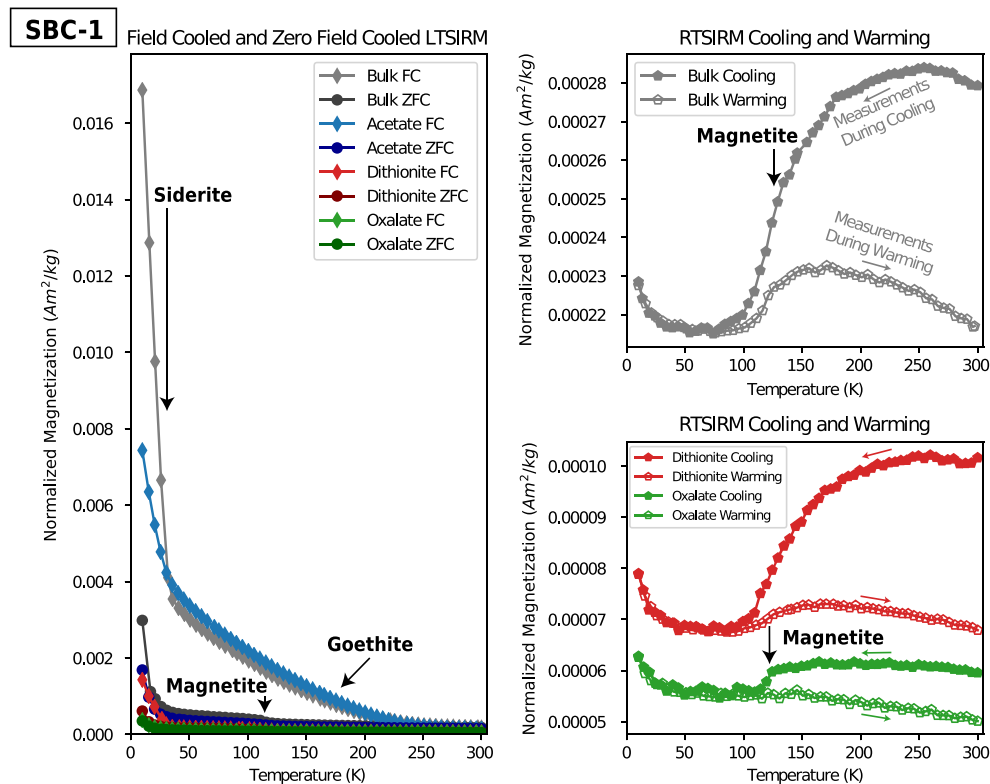 SBC-1
Field Cooled and Zero Field Cooled LTSIRM
Normalized Magnetization (Am²/kg)
0.016
0.014
0.012
0.010
0.008
0.006
0.004
0.002
0.000
Bulk FC
Bulk ZFC
Acetate FC
Acetate ZFC
Dithionite FC
Dithionite ZFC
Oxalate FC
Oxalate ZFC
Siderite
Goethite
Magnetite
0 50 100 150 200 250 300
Temperature (K)
RTSIRM Cooling and Warming
Normalized Magnetization (Am²/kg)
0.00028
0.00027
0.00026
0.00025
0.00024
0.00023
0.00022
Bulk Cooling
Bulk Warming
Measurements
During Cooling
Magnetite
Measurements
During Warming
0 50 100 150 200 250 300
Temperature (K)
RTSIRM Cooling and Warming
Normalized Magnetization (Am²/kg)
0.00010
0.00009
0.00008
0.00007
0.00006
0.00005
Dithionite Cooling
Dithionite Warming
Oxalate Cooling
Oxalate Warming
Magnetite
0 50 100 150 200 250 300
Temperature (K)